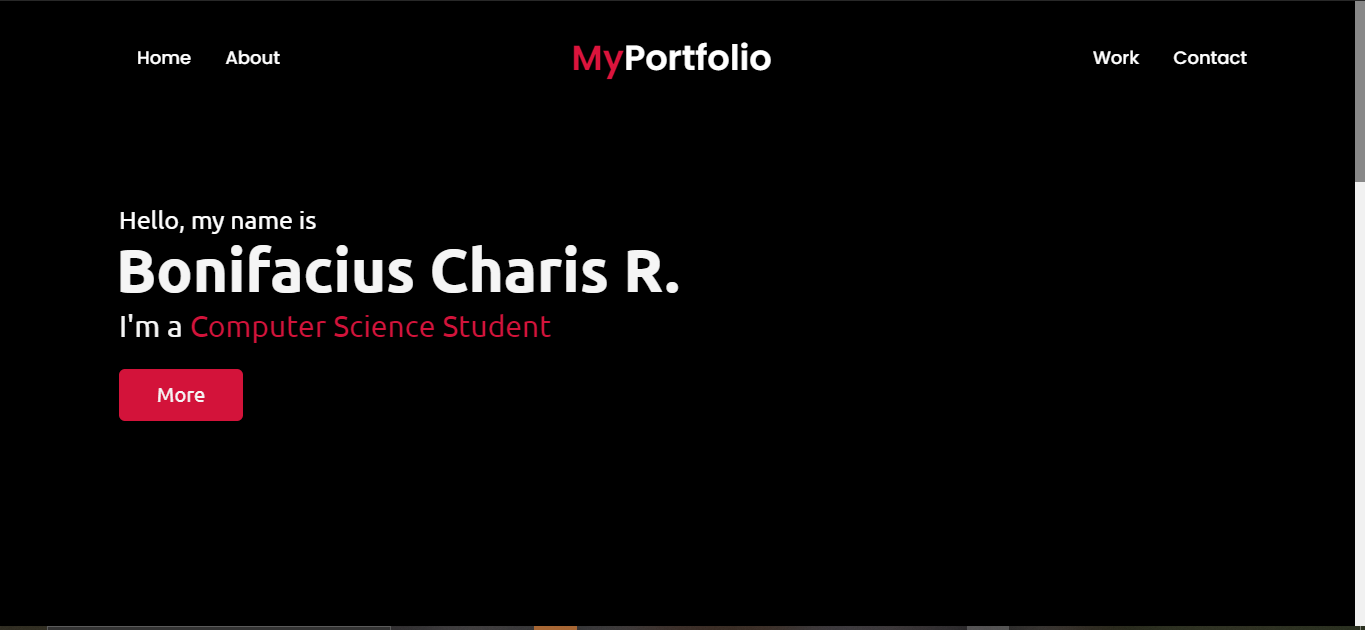 Home About MyPortfolio Work Contact
Hello, my name is
Bonifacius Charis R.
I'm a Computer Science Student
More